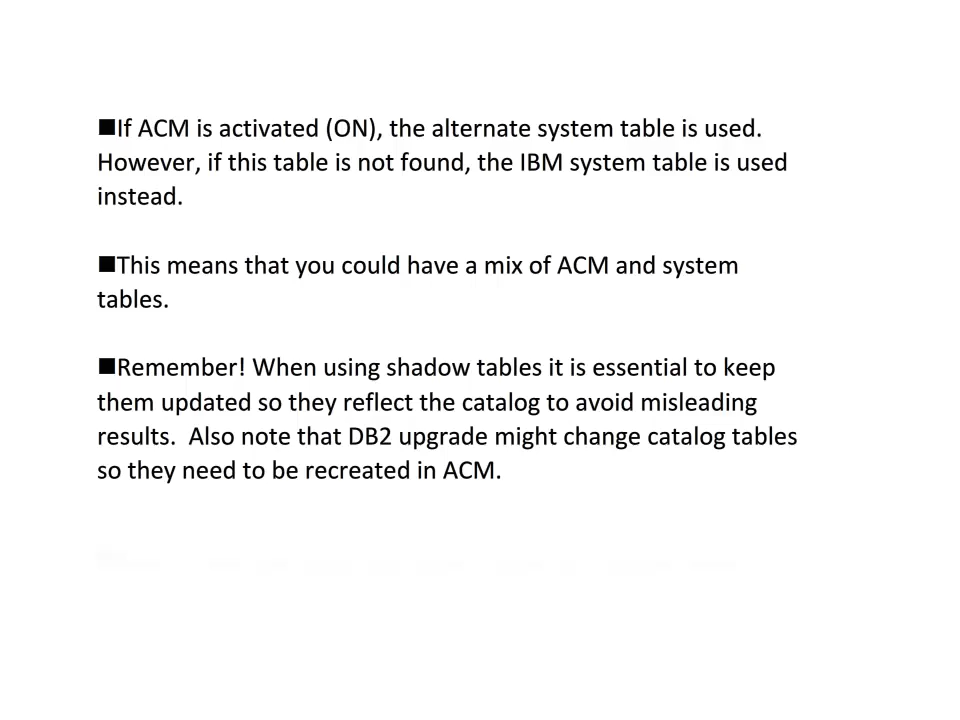 ■If ACM is activated (ON), the alternate system table is used.
However, if this table is not found, the IBM system table is used
instead.
■This means that you could have a mix of ACM and system
tables.
■Remember! When using shadow tables it is essential to keep
them updated so they reflect the catalog to avoid misleading
results.  Also note that DB2 upgrade might change catalog tables
so they need to be recreated in ACM.